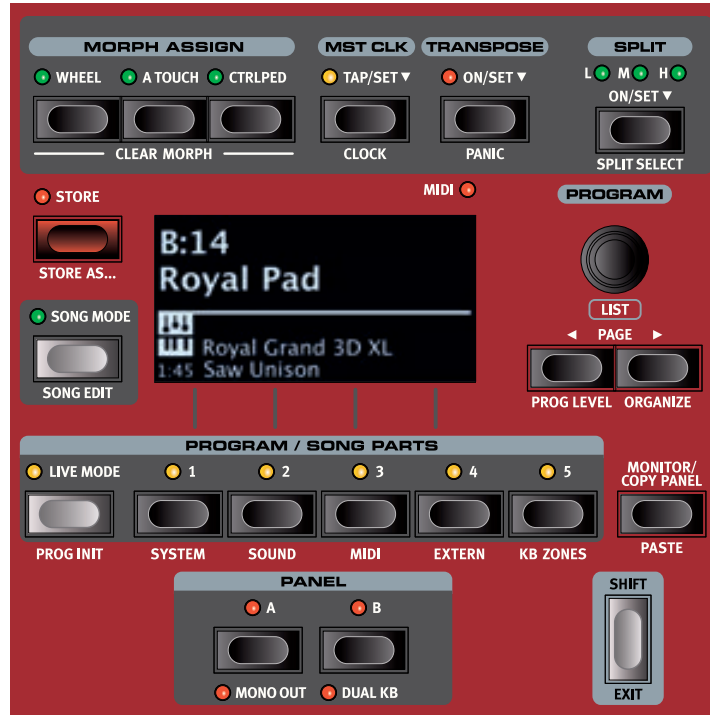 MORPH ASSIGN
MST CLK
TRANSPOSE
SPLIT
WHEEL
A TOUCH
CTRLPED
TAP/SET ▼
ON/SET ▼
L M H
ON/SET ▼
CLEAR MORPH
CLOCK
PANIC
SPLIT SELECT
STORE
MIDI
PROGRAM
STORE AS...
B:14
Royal Pad
Royal Grand 3D XL
1:45 Saw Unison
LIST
◄ PAGE ►
PROG LEVEL
ORGANIZE
SONG MODE
SONG EDIT
PROGRAM / SONG PARTS
LIVE MODE
1
2
3
4
5
MONITOR/
COPY PANEL
PROG INIT
SYSTEM
SOUND
MIDI
EXTERN
KB ZONES
PASTE
PANEL
A
B
MONO OUT
DUAL KB
SHIFT
EXIT